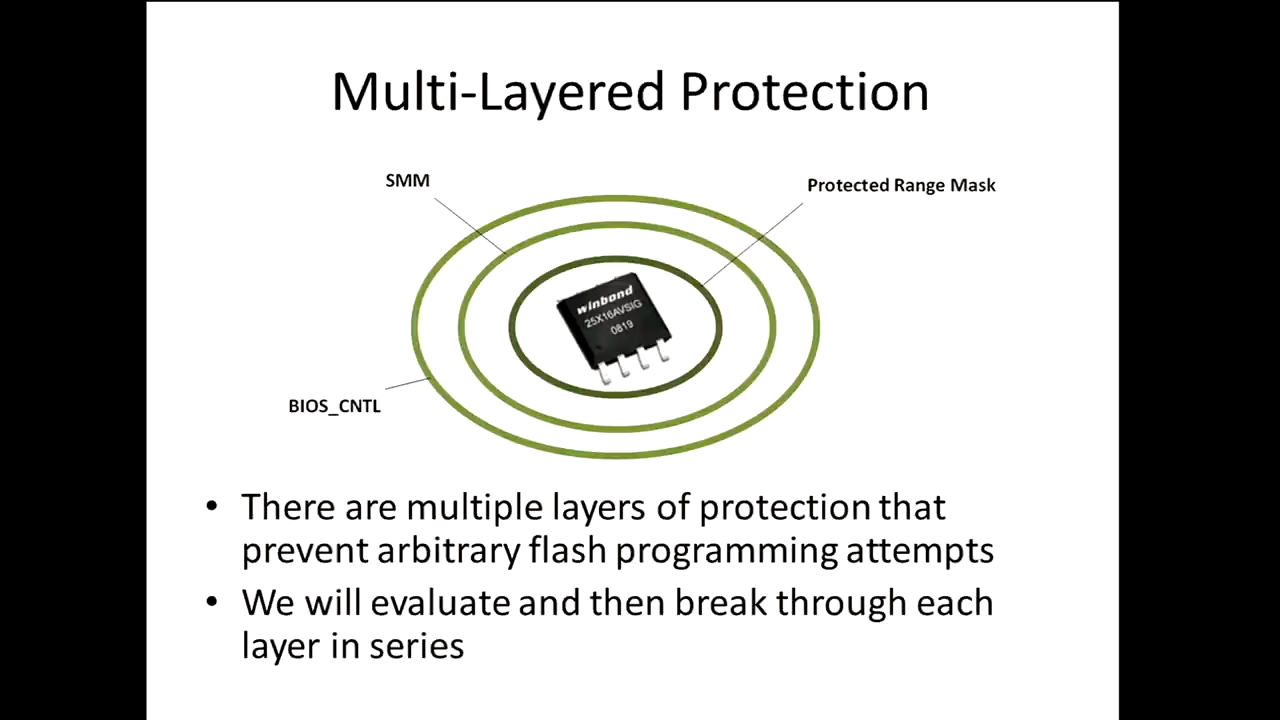 Multi-Layered Protection
SMM
Protected Range Mask
winbond
25X16AVSIG
0819
BIOS_CNTL
• There are multiple layers of protection that
prevent arbitrary flash programming attempts
• We will evaluate and then break through each
layer in series